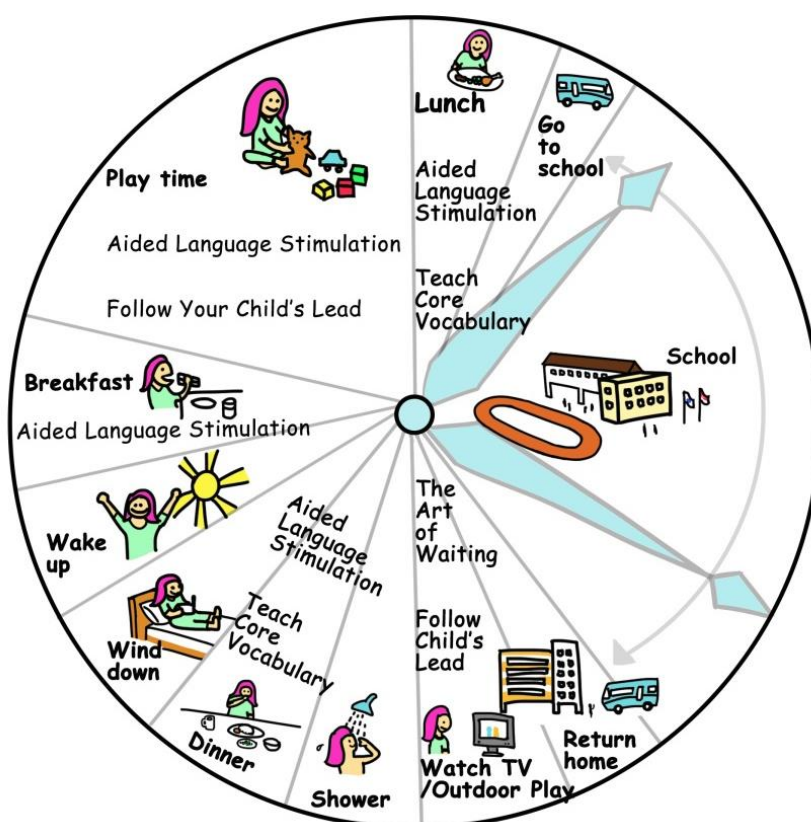 Lunch
Aided
Language
Stimulation
Teach
Core
Vocabulary
Go
to
school
School
Return
home
The
Art
of
Waiting
Follow
Child's
Lead
Watch TV
/Outdoor Play
Shower
Aided
Language
Stimulation
Teach
Core
Vocabulary
Dinner
Wind
down
Wake
up
Breakfast
Aided Language Stimulation
Play time
Aided Language Stimulation
Follow Your Child's Lead